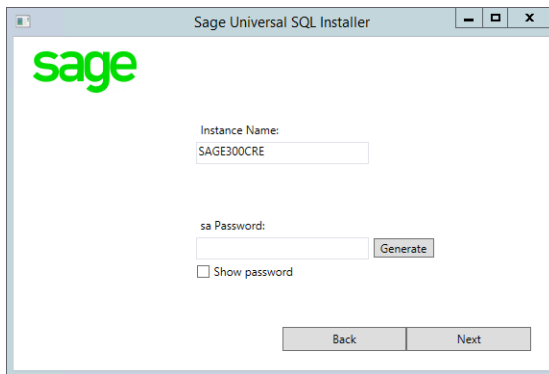 Sage Universal SQL Installer
sage
Instance Name:
SAGE300CRE
sa Password:
Generate
Show password
Back
Next